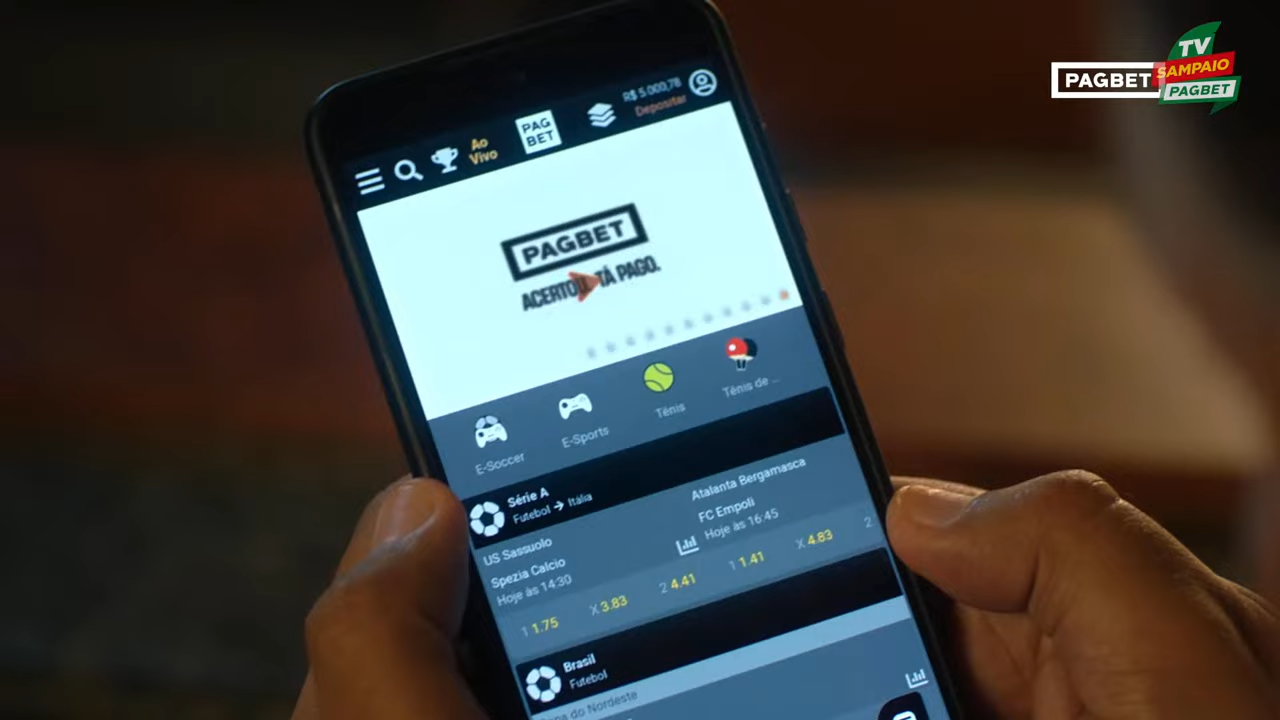 PAGBET
TV
SAMPAIO
PAGBET
R$ 5.000,78
Depositar
Ao
Vivo
PAG
BET
PAGBET
ACERTOU, TÁ PAGO.
E-Soccer
E-Sports
Tênis
Tênis de ...
Série A
Futebol → Itália
US Sassuolo
Spezia Calcio
Hoje às 14:30
1 1.75 X 3.83 2 4.41
Atalanta Bergamasca
FC Empoli
Hoje às 16:45
1 1.41 X 4.83 2
Brasil
Futebol
do Nordeste